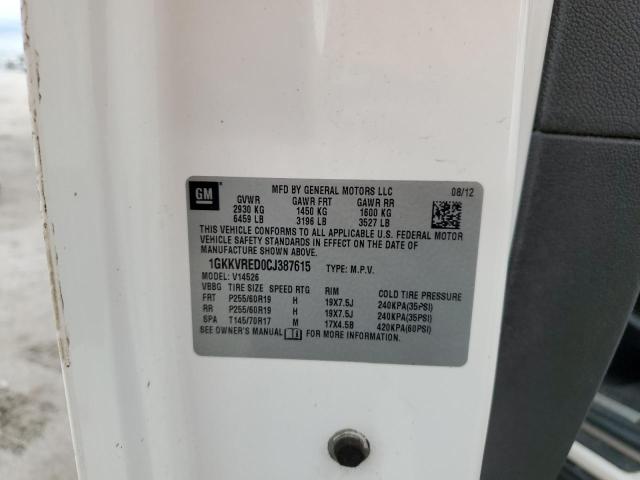 GM
MFD BY GENERAL MOTORS LLC 08/12
GVWR GAWR FRT GAWR RR
2930 KG 1450 KG 1600 KG
6459 LB 3196 LB 3527 LB
THIS VEHICLE CONFORMS TO ALL APPLICABLE U.S. FEDERAL MOTOR
VEHICLE SAFETY STANDARDS IN EFFECT ON THE DATE OF
MANUFACTURE SHOWN ABOVE.
1GKKVRED0CJ387615 TYPE: M.P.V.
MODEL: V14526
VBBG TIRE SIZE SPEED RTG RIM COLD TIRE PRESSURE
FRT P255/60R19 H 19X7.5J 240KPA(35PSI)
RR P255/60R19 H 19X7.5J 240KPA(35PSI)
SPA T145/70R17 M 17X4.5B 420KPA(60PSI)
SEE OWNER'S MANUAL FOR MORE INFORMATION.